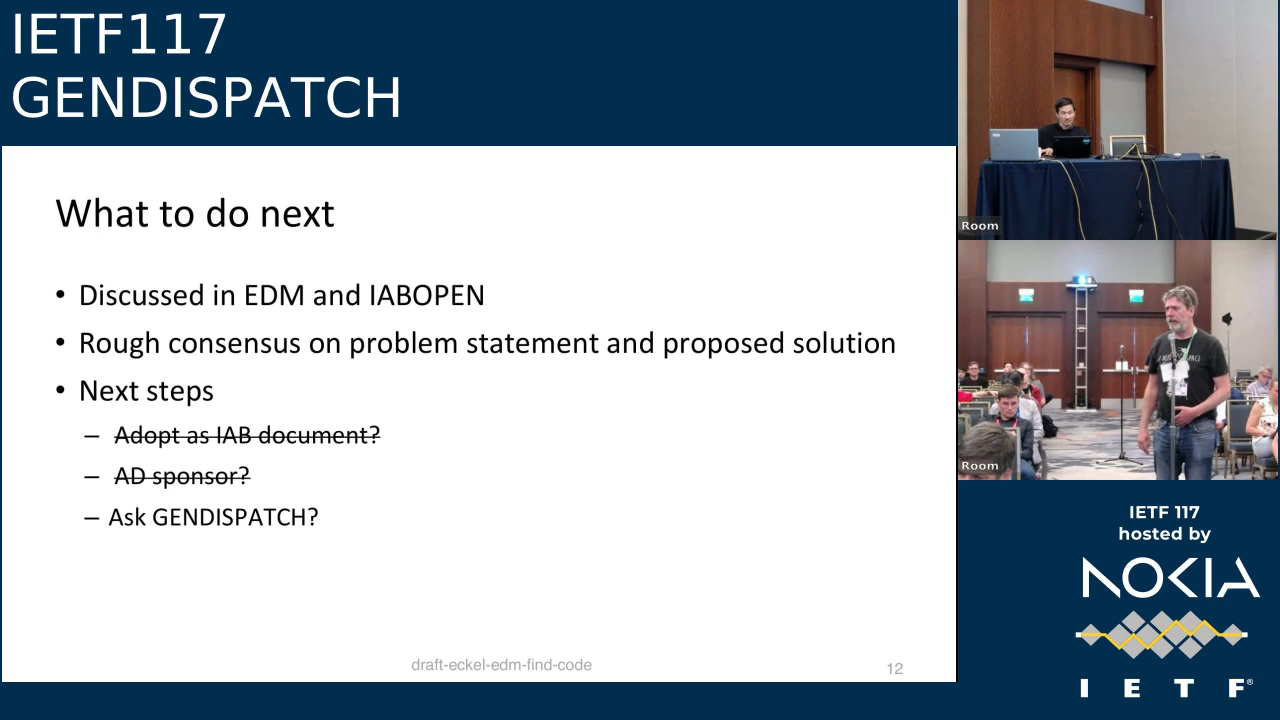 IETF117
GENDISPATCH
What to do next
• Discussed in EDM and IABOPEN
• Rough consensus on problem statement and proposed solution
• Next steps
– Adopt as IAB document?
– AD sponsor?
– Ask GENDISPATCH?
draft-eckel-edm-find-code
12
Room
Room
IETF 117
hosted by
NOKIA
I E T F®